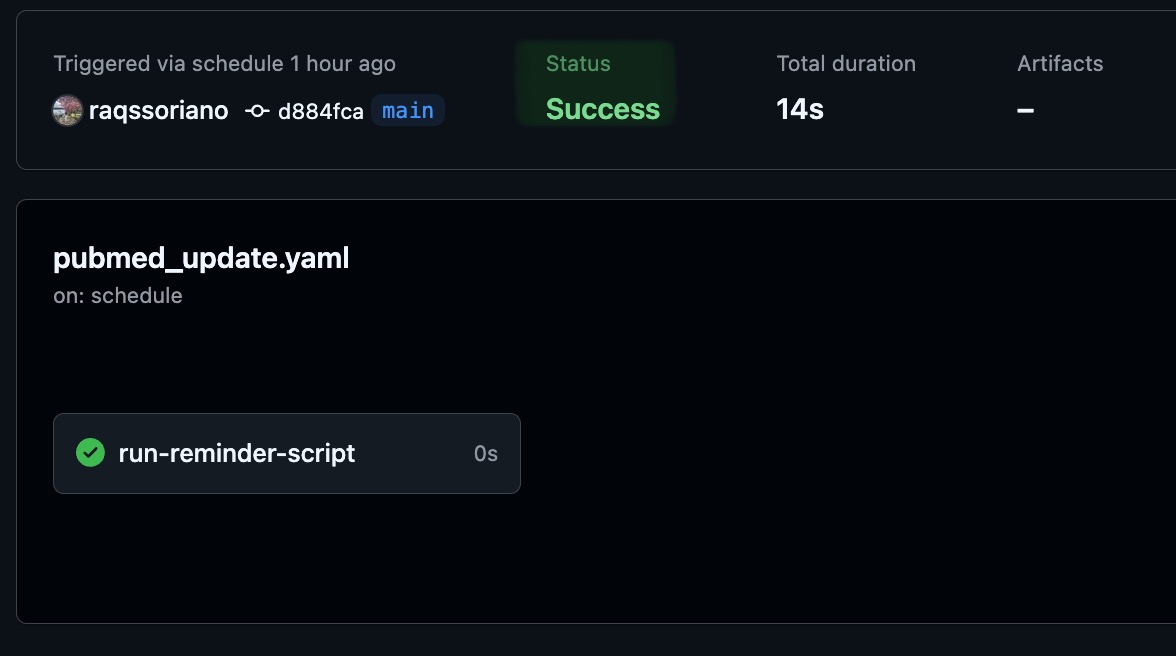 Triggered via schedule 1 hour ago
raqssoriano d884fca main
Status
Success
Total duration
14s
Artifacts
–
pubmed_update.yaml
on: schedule
run-reminder-script 0s